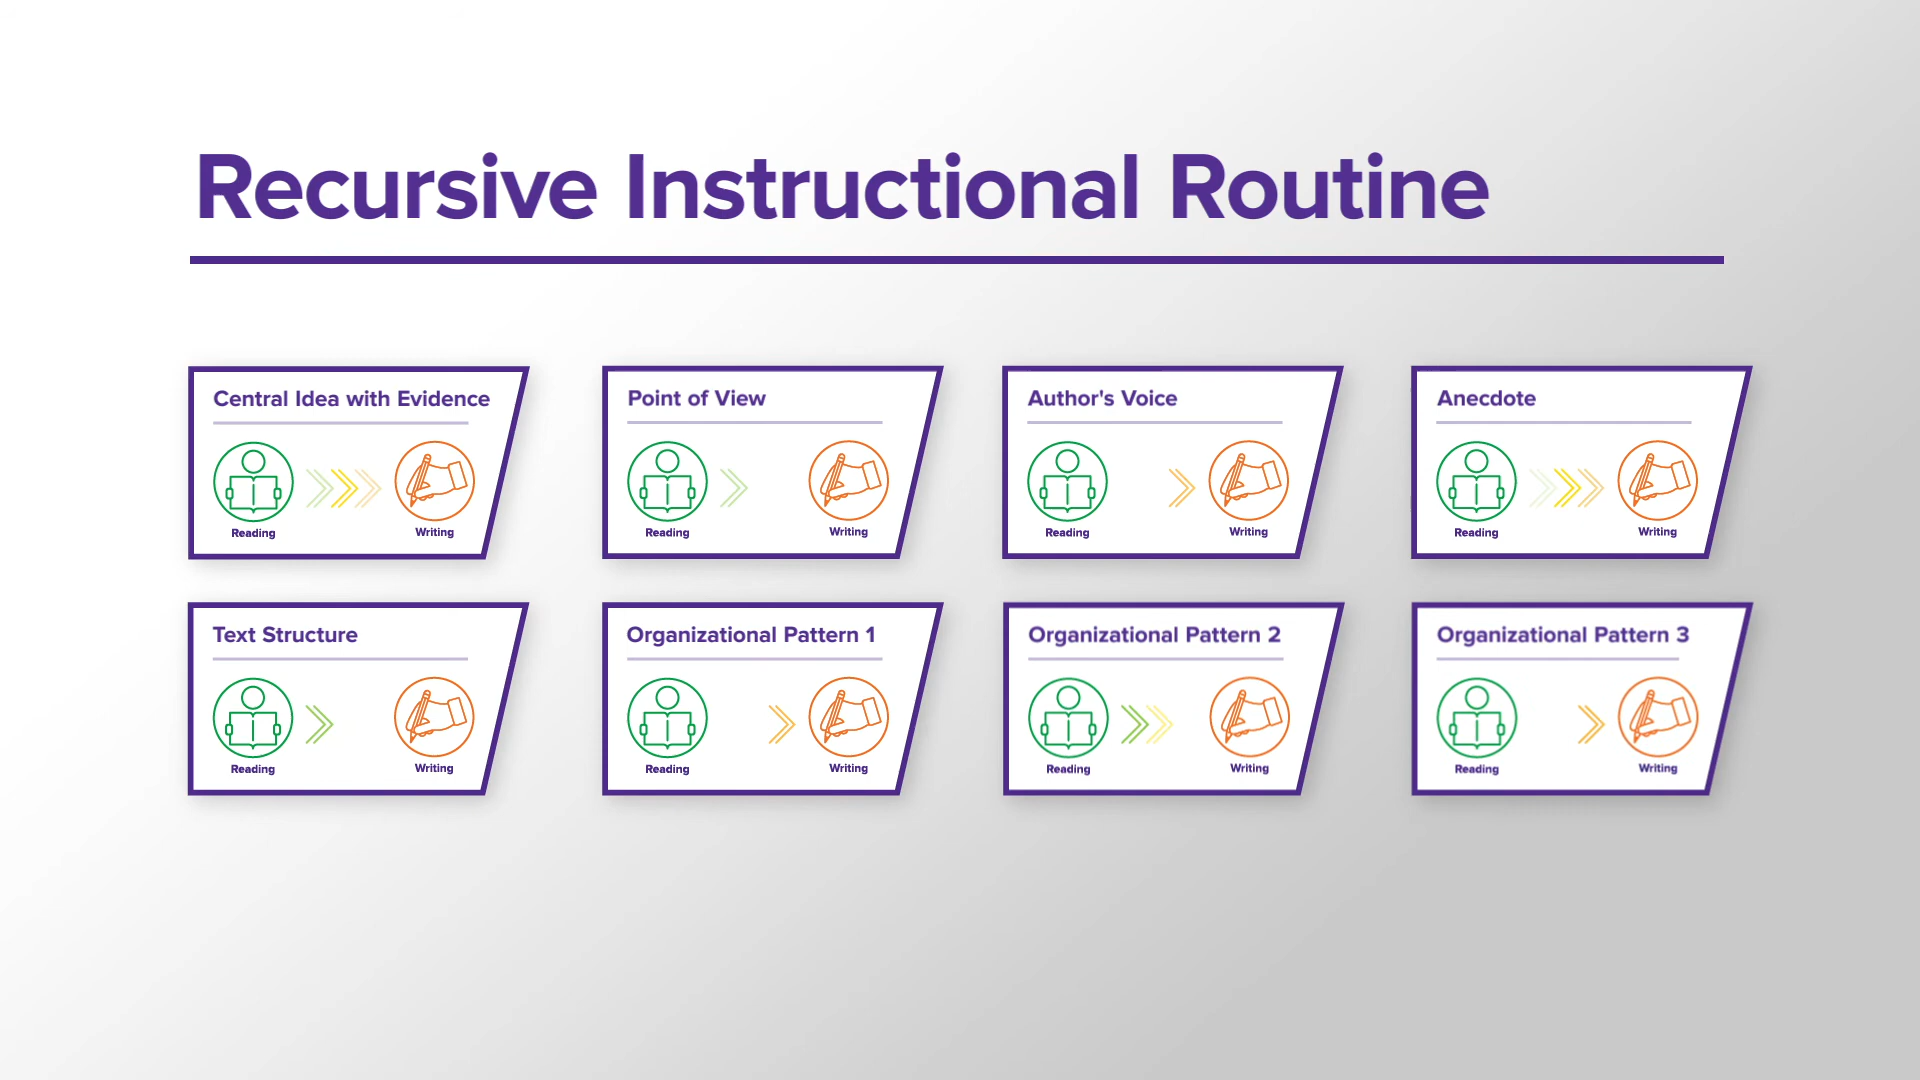 Recursive Instructional Routine
Central Idea with Evidence
Reading
Writing
Point of View
Reading
Writing
Author's Voice
Reading
Writing
Anecdote
Reading
Writing
Text Structure
Reading
Writing
Organizational Pattern 1
Reading
Writing
Organizational Pattern 2
Reading
Writing
Organizational Pattern 3
Reading
Writing